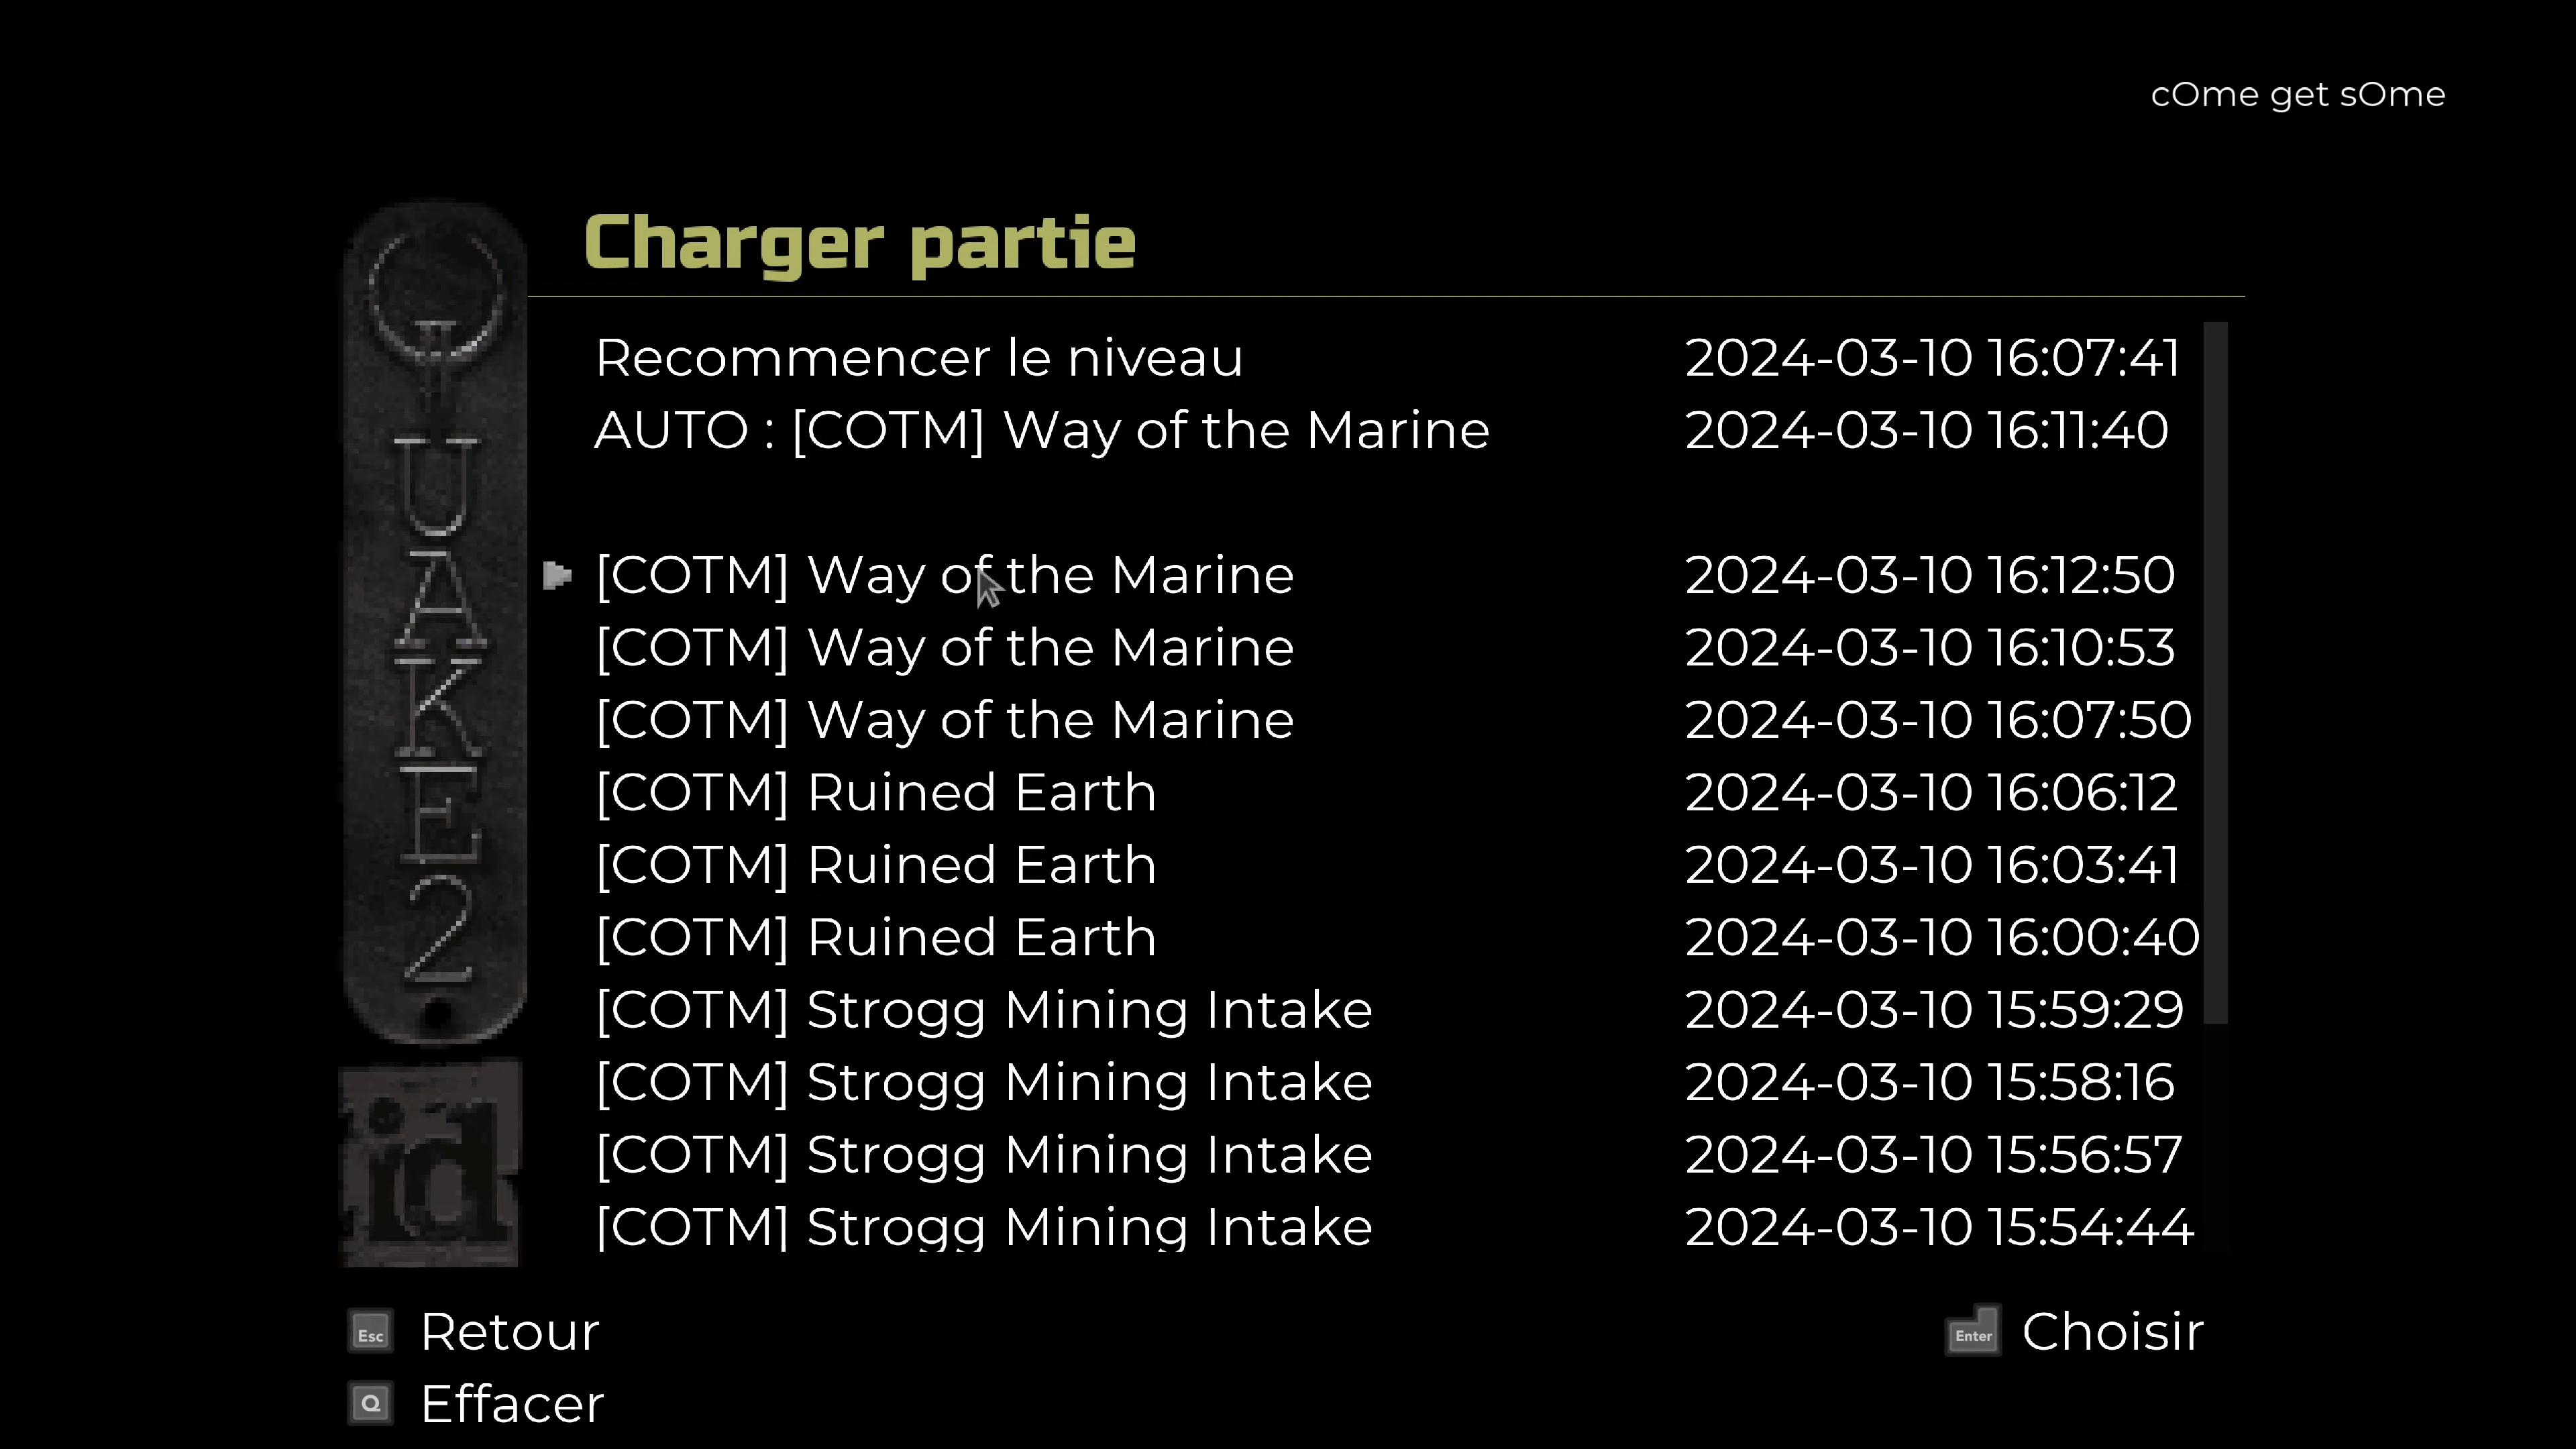 cOme get sOme
QUAKE2
id
Charger partie
Recommencer le niveau 2024-03-10 16:07:41
AUTO : [COTM] Way of the Marine 2024-03-10 16:11:40
[COTM] Way of the Marine 2024-03-10 16:12:50
[COTM] Way of the Marine 2024-03-10 16:10:53
[COTM] Way of the Marine 2024-03-10 16:07:50
[COTM] Ruined Earth 2024-03-10 16:06:12
[COTM] Ruined Earth 2024-03-10 16:03:41
[COTM] Ruined Earth 2024-03-10 16:00:40
[COTM] Strogg Mining Intake 2024-03-10 15:59:29
[COTM] Strogg Mining Intake 2024-03-10 15:58:16
[COTM] Strogg Mining Intake 2024-03-10 15:56:57
[COTM] Strogg Mining Intake 2024-03-10 15:54:44
Esc Retour
Enter Choisir
Q Effacer